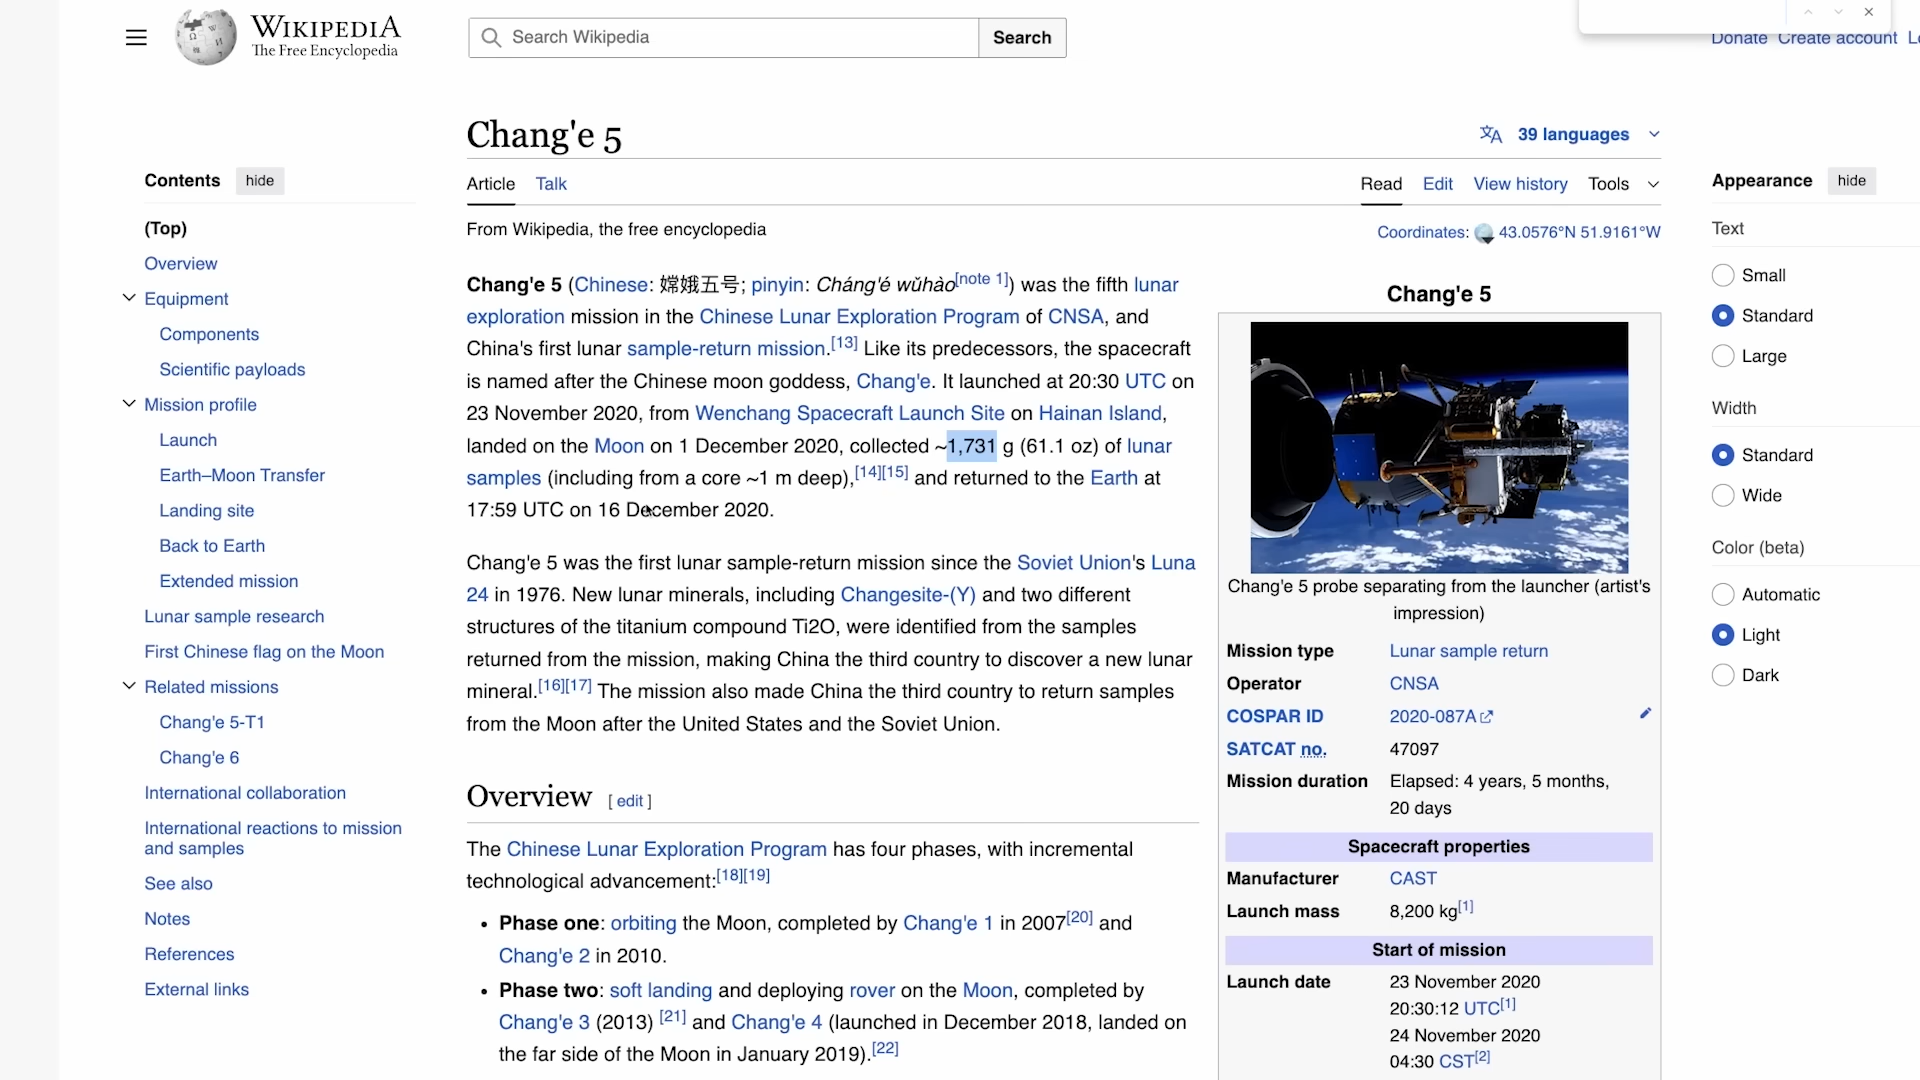 WIKIPEDIA
The Free Encyclopedia
Search Wikipedia
Search
Donate Create account
Contents hide
(Top)
Overview
Equipment
Components
Scientific payloads
Mission profile
Launch
Earth–Moon Transfer
Landing site
Back to Earth
Extended mission
Lunar sample research
First Chinese flag on the Moon
Related missions
Chang'e 5-T1
Chang'e 6
International collaboration
International reactions to mission
and samples
See also
Notes
References
External links
Chang'e 5
39 languages
Article Talk
Read Edit View history Tools
From Wikipedia, the free encyclopedia
Coordinates: 43.0576°N 51.9161°W
Chang'e 5 (Chinese: 嫦娥五号; pinyin: Cháng'é wǔhào[note 1]) was the fifth lunar
exploration mission in the Chinese Lunar Exploration Program of CNSA, and
China's first lunar sample-return mission.[13] Like its predecessors, the spacecraft
is named after the Chinese moon goddess, Chang'e. It launched at 20:30 UTC on
23 November 2020, from Wenchang Spacecraft Launch Site on Hainan Island,
landed on the Moon on 1 December 2020, collected ~1,731 g (61.1 oz) of lunar
samples (including from a core ~1 m deep),[14][15] and returned to the Earth at
17:59 UTC on 16 December 2020.
Chang'e 5 was the first lunar sample-return mission since the Soviet Union's Luna
24 in 1976. New lunar minerals, including Changesite-(Y) and two different
structures of the titanium compound Ti2O, were identified from the samples
returned from the mission, making China the third country to discover a new lunar
mineral.[16][17] The mission also made China the third country to return samples
from the Moon after the United States and the Soviet Union.
Overview [ edit ]
The Chinese Lunar Exploration Program has four phases, with incremental
technological advancement:[18][19]
• Phase one: orbiting the Moon, completed by Chang'e 1 in 2007[20] and
Chang'e 2 in 2010.
• Phase two: soft landing and deploying rover on the Moon, completed by
Chang'e 3 (2013) [21] and Chang'e 4 (launched in December 2018, landed on
the far side of the Moon in January 2019).[22]
Chang'e 5
Chang'e 5 probe separating from the launcher (artist's
impression)
Mission type Lunar sample return
Operator CNSA
COSPAR ID 2020-087A
SATCAT no. 47097
Mission duration Elapsed: 4 years, 5 months,
20 days
Spacecraft properties
Manufacturer CAST
Launch mass 8,200 kg[1]
Start of mission
Launch date 23 November 2020
20:30:12 UTC[1]
24 November 2020
04:30 CST[2]
Appearance hide
Text
Small
Standard
Large
Width
Standard
Wide
Color (beta)
Automatic
Light
Dark